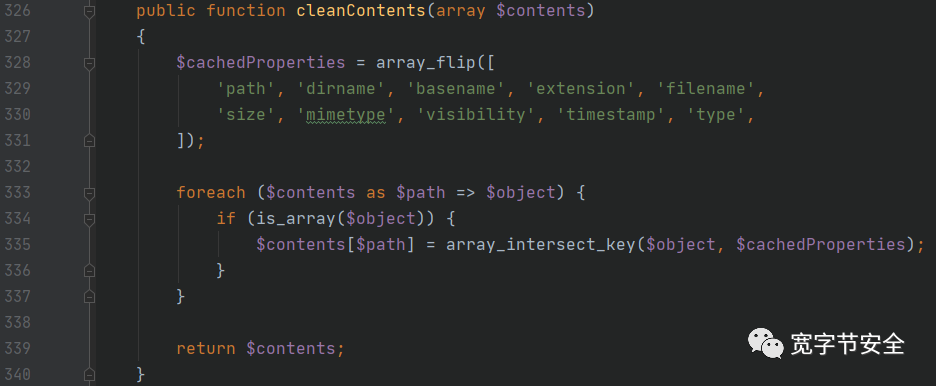 326 public function cleanContents(array $contents)
327 {
328 $cachedProperties = array_flip([
329 'path', 'dirname', 'basename', 'extension', 'filename',
330 'size', 'mimetype', 'visibility', 'timestamp', 'type',
331 ]);
332
333 foreach ($contents as $path => $object) {
334 if (is_array($object)) {
335 $contents[$path] = array_intersect_key($object, $cachedProperties);
336 }
337 }
338
339 return $contents;
340 }
宽字节安全